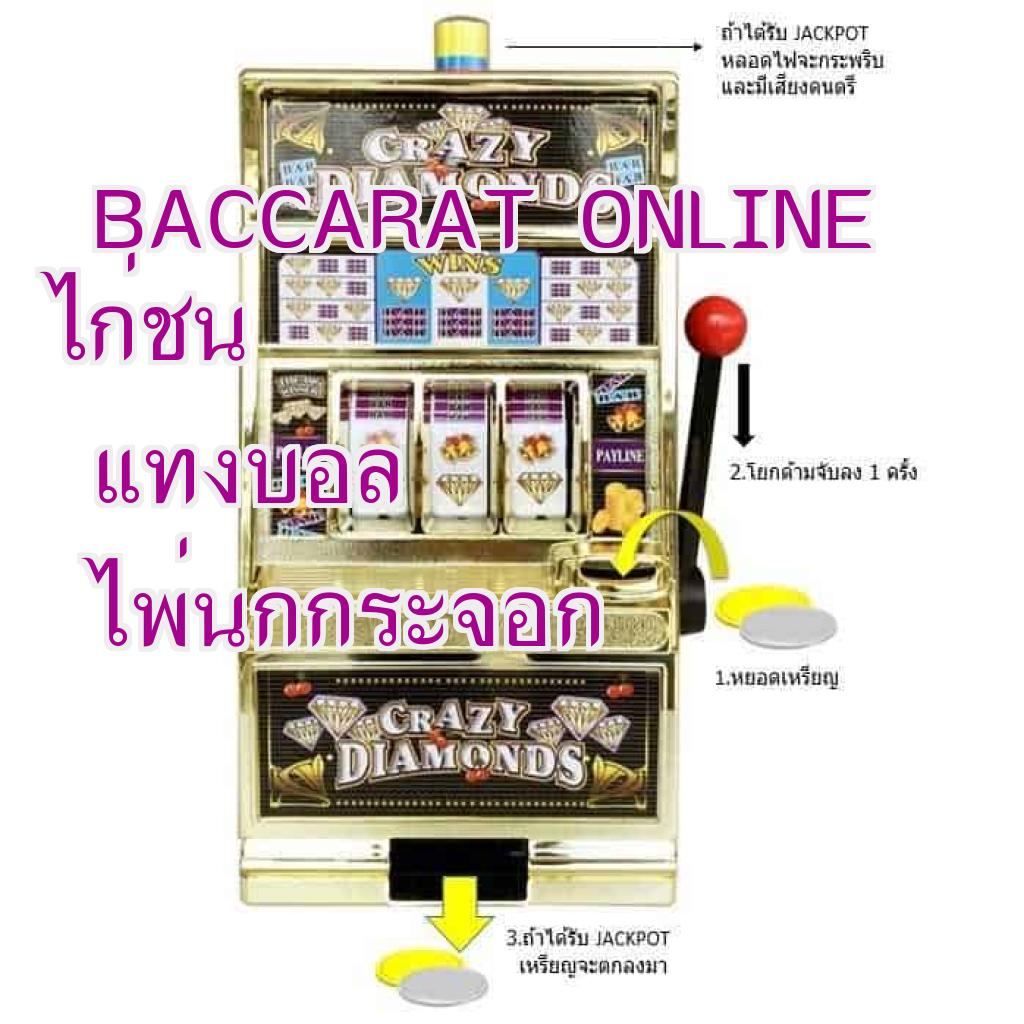 ถ้าได้รับ JACKPOT
หลอดไฟจะกระพริบ
และมีเสียงดนตรี
CRAZY
DIAMONDS
BACCARAT ONLINE
WINS
ไก่ชน
PAYLINE
แทงบอล
2.โยกด้ามจับลง 1 ครั้ง
ไพ่นกกระจอก
1.หยอดเหรียญ
CRAZY
DIAMONDS
3.ถ้าได้รับ JACKPOT
เหรียญจะตกลงมา